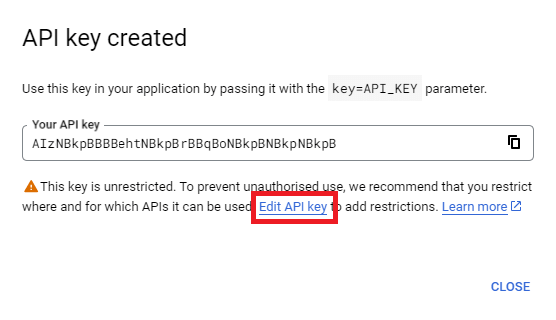 API key created
Use this key in your application by passing it with the key=API_KEY parameter.
Your API key
AIzNBkpBBBBehtNBkpBrBBqBoNBkpBNBkpNBkpB
This key is unrestricted. To prevent unauthorised use, we recommend that you restrict
where and for which APIs it can be used. Edit API key to add restrictions. Learn more
CLOSE